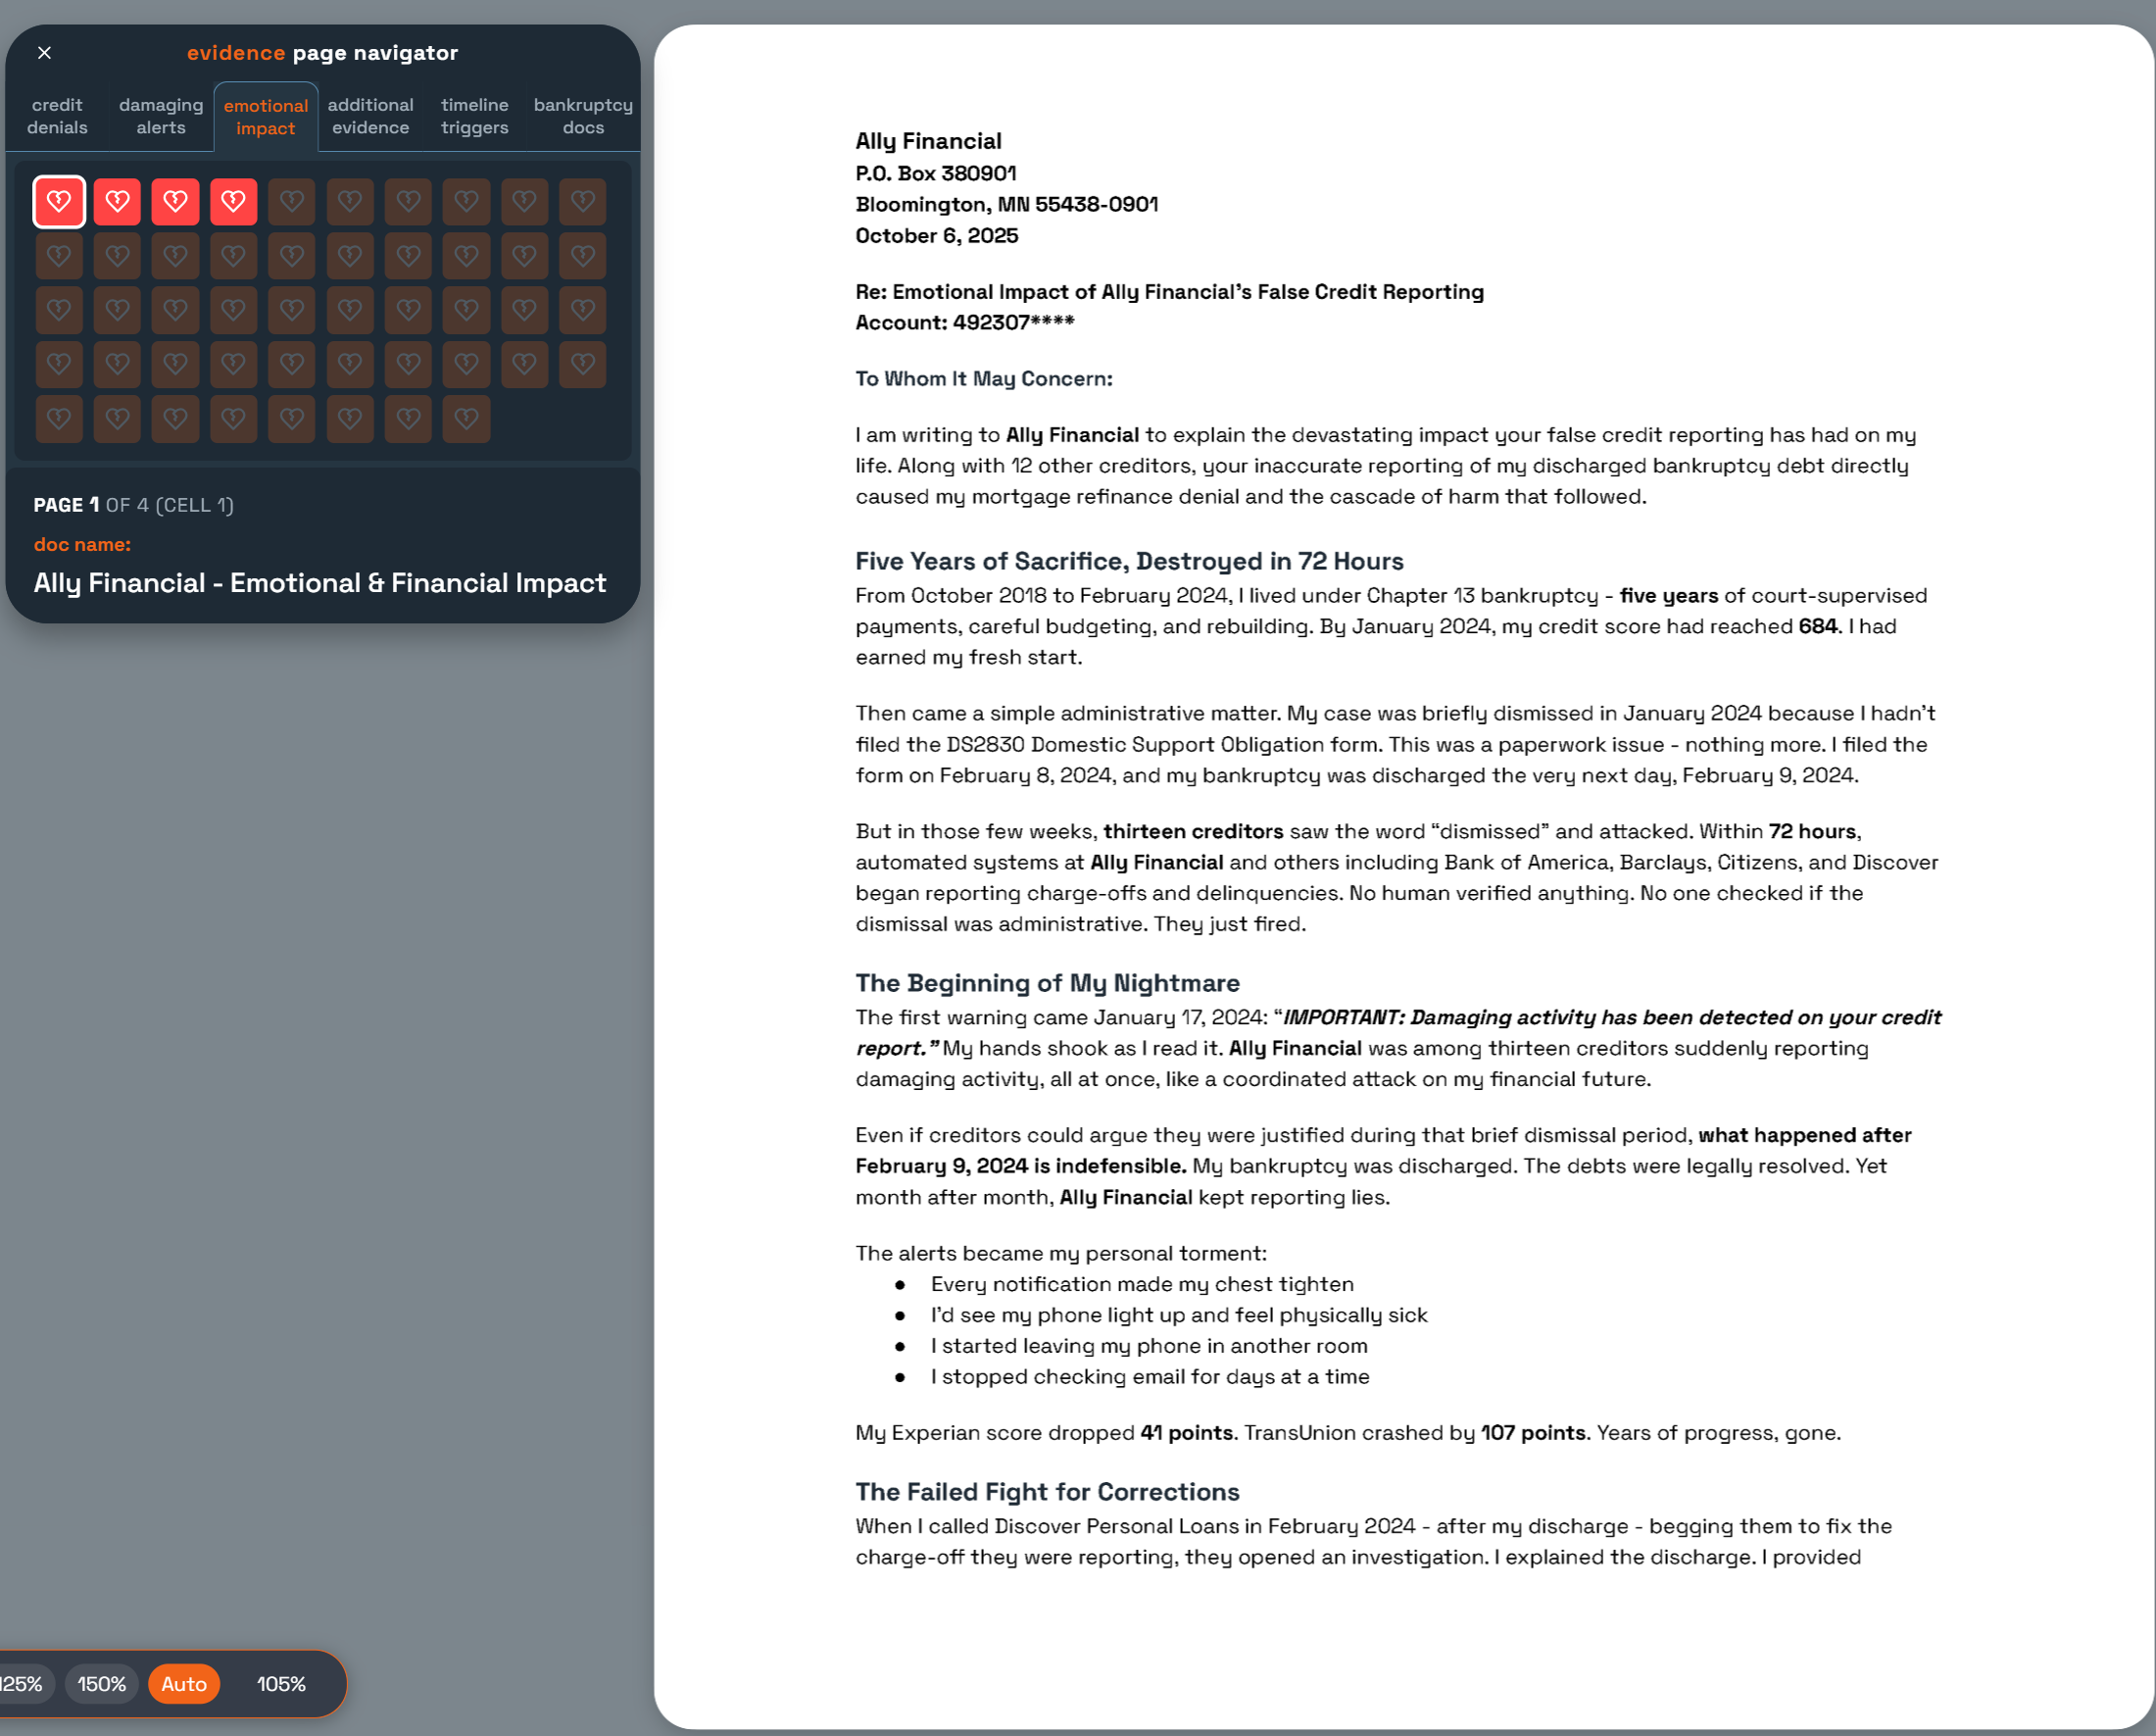 evidence page navigator
credit denials
damaging alerts
emotional impact
additional evidence
timeline triggers
bankruptcy docs
PAGE 1 OF 4 (CELL 1)
doc name:
Ally Financial - Emotional & Financial Impact
125%
150%
Auto
105%
Ally Financial
P.O. Box 380901
Bloomington, MN 55438-0901
October 6, 2025
Re: Emotional Impact of Ally Financial’s False Credit Reporting
Account: 492307****
To Whom It May Concern:
I am writing to Ally Financial to explain the devastating impact your false credit reporting has had on my
life. Along with 12 other creditors, your inaccurate reporting of my discharged bankruptcy debt directly
caused my mortgage refinance denial and the cascade of harm that followed.
Five Years of Sacrifice, Destroyed in 72 Hours
From October 2018 to February 2024, I lived under Chapter 13 bankruptcy - five years of court-supervised
payments, careful budgeting, and rebuilding. By January 2024, my credit score had reached 684. I had
earned my fresh start.
Then came a simple administrative matter. My case was briefly dismissed in January 2024 because I hadn’t
filed the DS2830 Domestic Support Obligation form. This was a paperwork issue - nothing more. I filed the
form on February 8, 2024, and my bankruptcy was discharged the very next day, February 9, 2024.
But in those few weeks, thirteen creditors saw the word “dismissed” and attacked. Within 72 hours,
automated systems at Ally Financial and others including Bank of America, Barclays, Citizens, and Discover
began reporting charge-offs and delinquencies. No human verified anything. No one checked if the
dismissal was administrative. They just fired.
The Beginning of My Nightmare
The first warning came January 17, 2024: “IMPORTANT: Damaging activity has been detected on your credit
report.” My hands shook as I read it. Ally Financial was among thirteen creditors suddenly reporting
damaging activity, all at once, like a coordinated attack on my financial future.
Even if creditors could argue they were justified during that brief dismissal period, what happened after
February 9, 2024 is indefensible. My bankruptcy was discharged. The debts were legally resolved. Yet
month after month, Ally Financial kept reporting lies.
The alerts became my personal torment:
● Every notification made my chest tighten
● I’d see my phone light up and feel physically sick
● I started leaving my phone in another room
● I stopped checking email for days at a time
My Experian score dropped 41 points. TransUnion crashed by 107 points. Years of progress, gone.
The Failed Fight for Corrections
When I called Discover Personal Loans in February 2024 - after my discharge - begging them to fix the
charge-off they were reporting, they opened an investigation. I explained the discharge. I provided